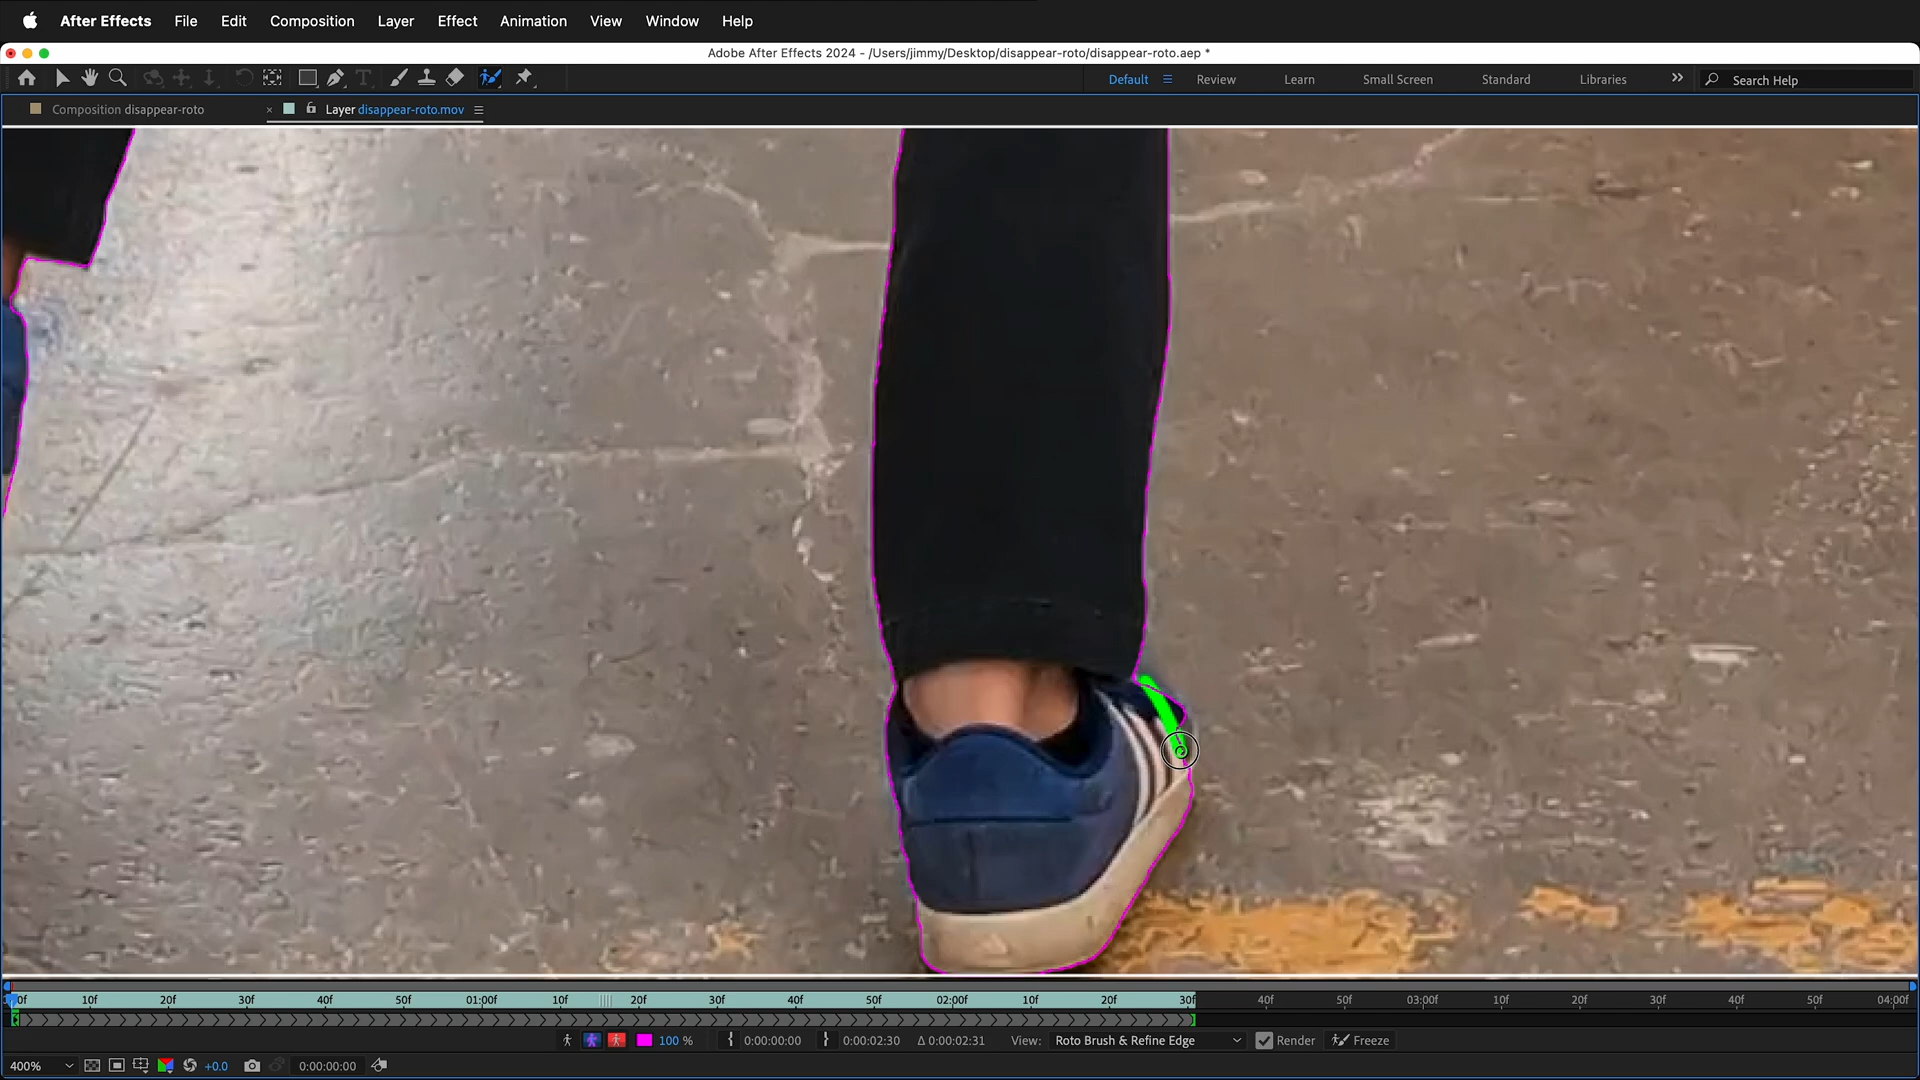 After Effects File Edit Composition Layer Effect Animation View Window Help
Adobe After Effects 2024 - /Users/jimmy/Desktop/disappear-roto/disappear-roto.aep *
Default Review Learn Small Screen Standard Libraries Search Help
Composition disappear-roto × Layer disappear-roto.mov
00f 10f 20f 30f 40f 50f 01:00f 10f 20f 30f 40f 50f 02:00f 10f 20f 30f 40f 50f 03:00f 10f 20f 30f 40f 50f 04:00f
100 % 0:00:00:00 0:00:02:30 Δ 0:00:02:31 View: Roto Brush & Refine Edge Render Freeze
400% +0.0 0:00:00:00